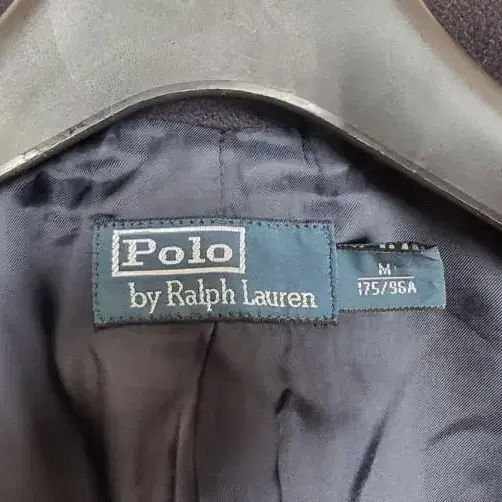 Polo
by Ralph Lauren
M
175/96A